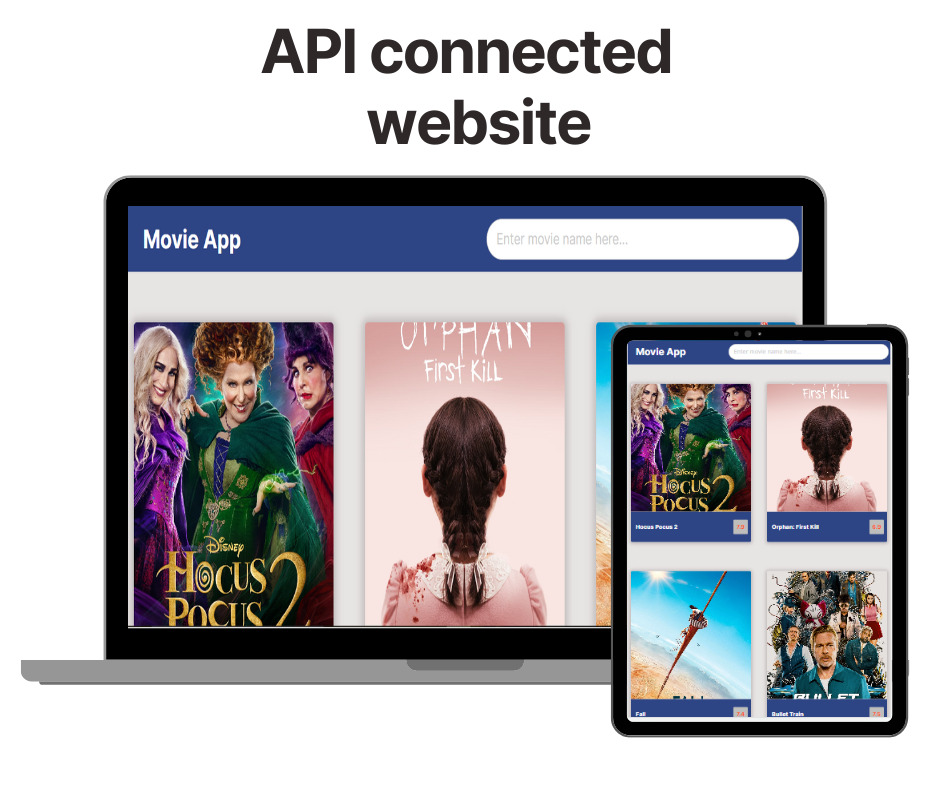 API connected
website
Movie App
Enter movie name here...
ORPHAN
First Kill
Disney
HOCUS
POCUS 2
Movie App
Enter movie name here...
First Kill
Disney
HOCUS
POCUS 2
Hocus Pocus 2
Orphan: First Kill
6.9
FALL
BULLET
Fall
7.4
Bullet Train
7.5